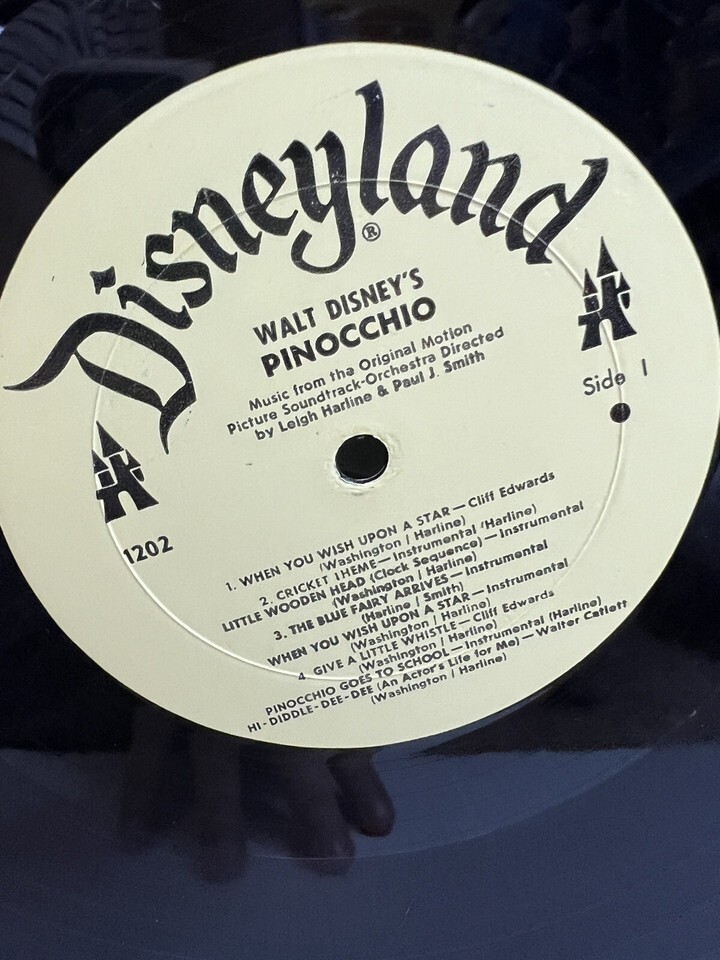 Disneyland
®
WALT DISNEY'S
PINOCCHIO
Music from the Original Motion
Picture Soundtrack-Orchestra Directed
by Leigh Harline & Paul J. Smith
Side 1
1202
1. WHEN YOU WISH UPON A STAR—Cliff Edwards
(Washington / Harline)
2. CRICKET THEME—Instrumental (Harline)
LITTLE WOODEN HEAD (Clock Sequence)—Instrumental
(Washington / Harline)
3. THE BLUE FAIRY ARRIVES—Instrumental
(Harline / Smith)
WHEN YOU WISH UPON A STAR—Instrumental
(Washington / Harline)
4. GIVE A LITTLE WHISTLE—Cliff Edwards
(Washington / Harline)
PINOCCHIO GOES TO SCHOOL—Instrumental (Harline)
HI-DIDDLE-DEE-DEE (An Actor's Life for Me)—Walter Catlett
(Washington / Harline)